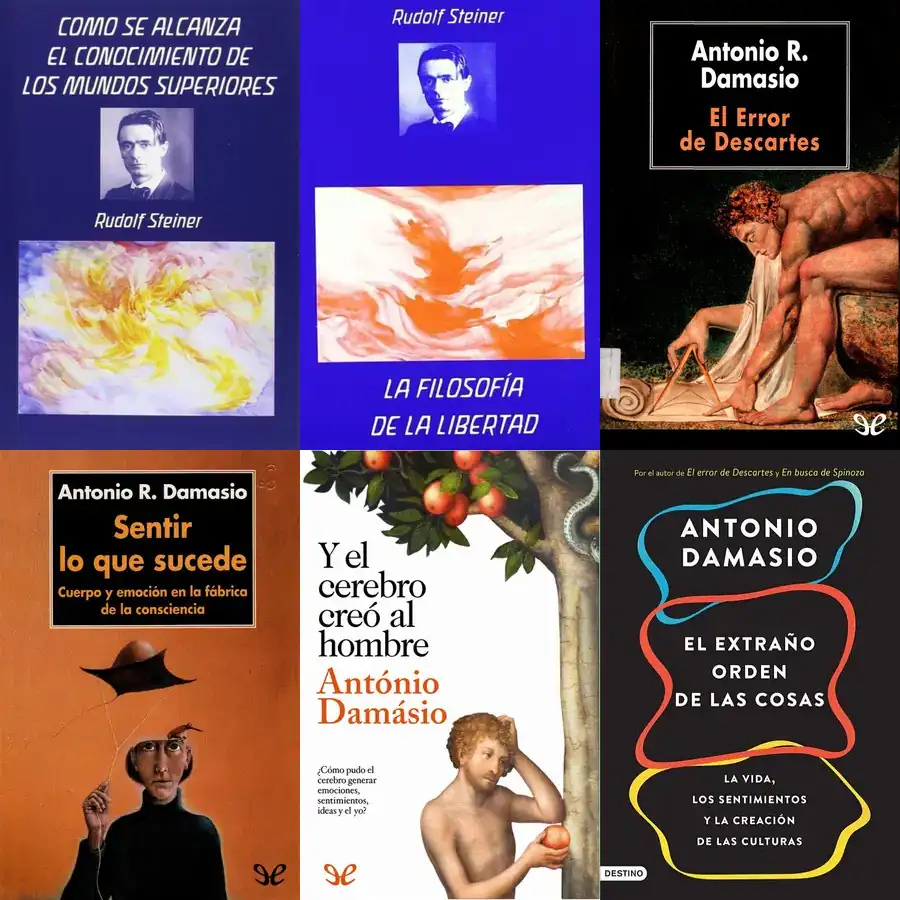 COMO SE ALCANZA
EL CONOCIMIENTO DE
LOS MUNDOS SUPERIORES
Rudolf Steiner
Rudolf Steiner
LA FILOSOFÍA
DE LA LIBERTAD
Antonio R.
Damasio
El Error
de Descartes
Antonio R. Damasio
Sentir
lo que sucede
Cuerpo y emoción en la fábrica
de la consciencia
Y el
cerebro
creó al
hombre
António
Damásio
¿Cómo pudo el
cerebro generar
emociones,
sentimientos,
ideas y el yo?
Por el autor de El error de Descartes y En busca de Spinoza
ANTONIO
DAMASIO
EL EXTRAÑO
ORDEN
DE LAS COSAS
LA VIDA,
LOS SENTIMIENTOS
Y LA CREACIÓN
DE LAS CULTURAS
DESTINO